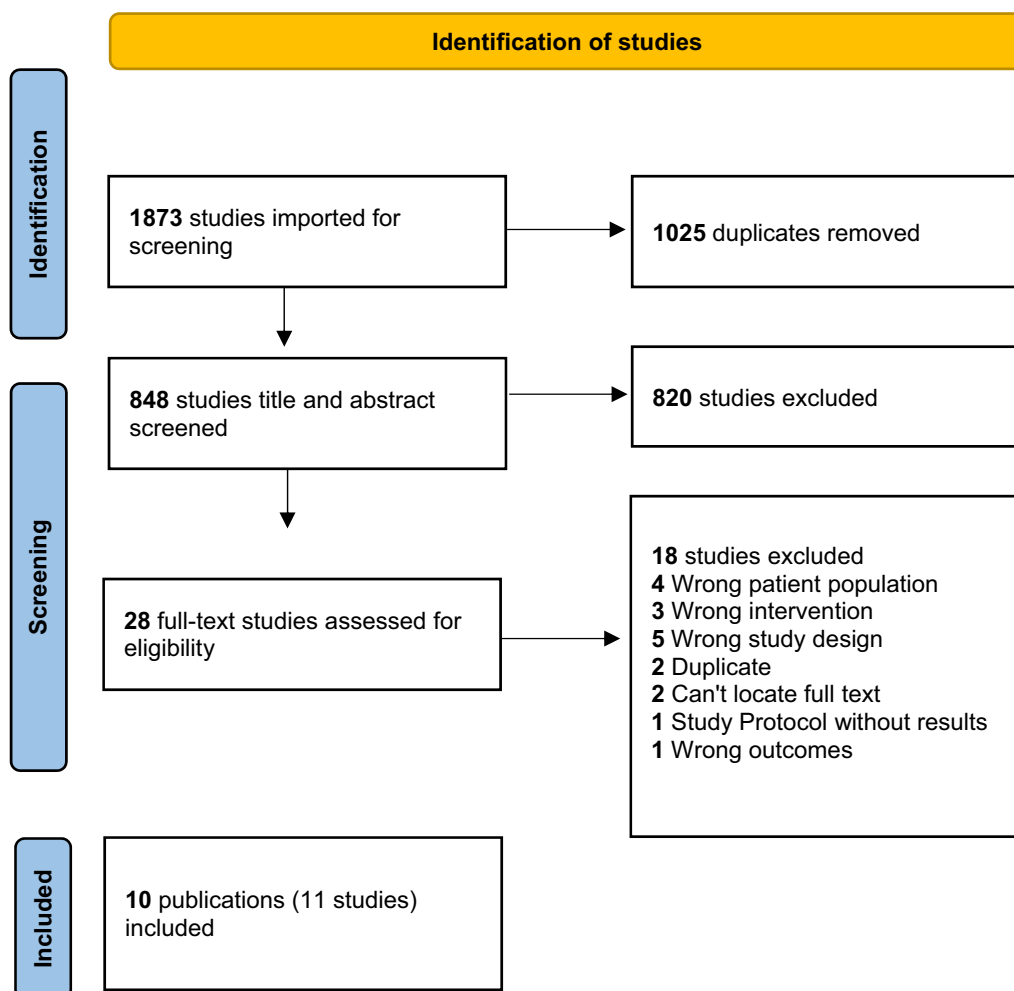 Identification of studies
Identification
1873 studies imported for
screening
1025 duplicates removed
Screening
848 studies title and abstract
screened
820 studies excluded
28 full-text studies assessed for
eligibility
18 studies excluded
4 Wrong patient population
3 Wrong intervention
5 Wrong study design
2 Duplicate
2 Can't locate full text
1 Study Protocol without results
1 Wrong outcomes
Included
10 publications (11 studies)
included